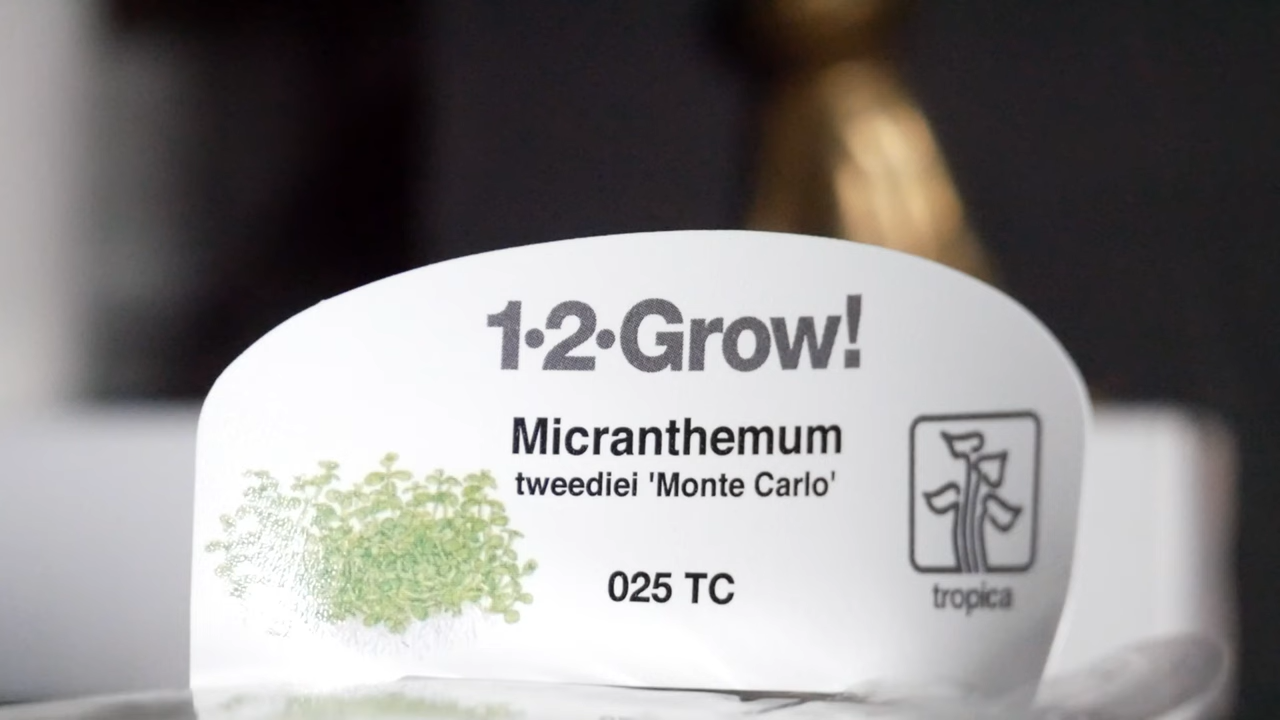 1·2·Grow!
Micranthemum
tweediei 'Monte Carlo'
025 TC
tropica